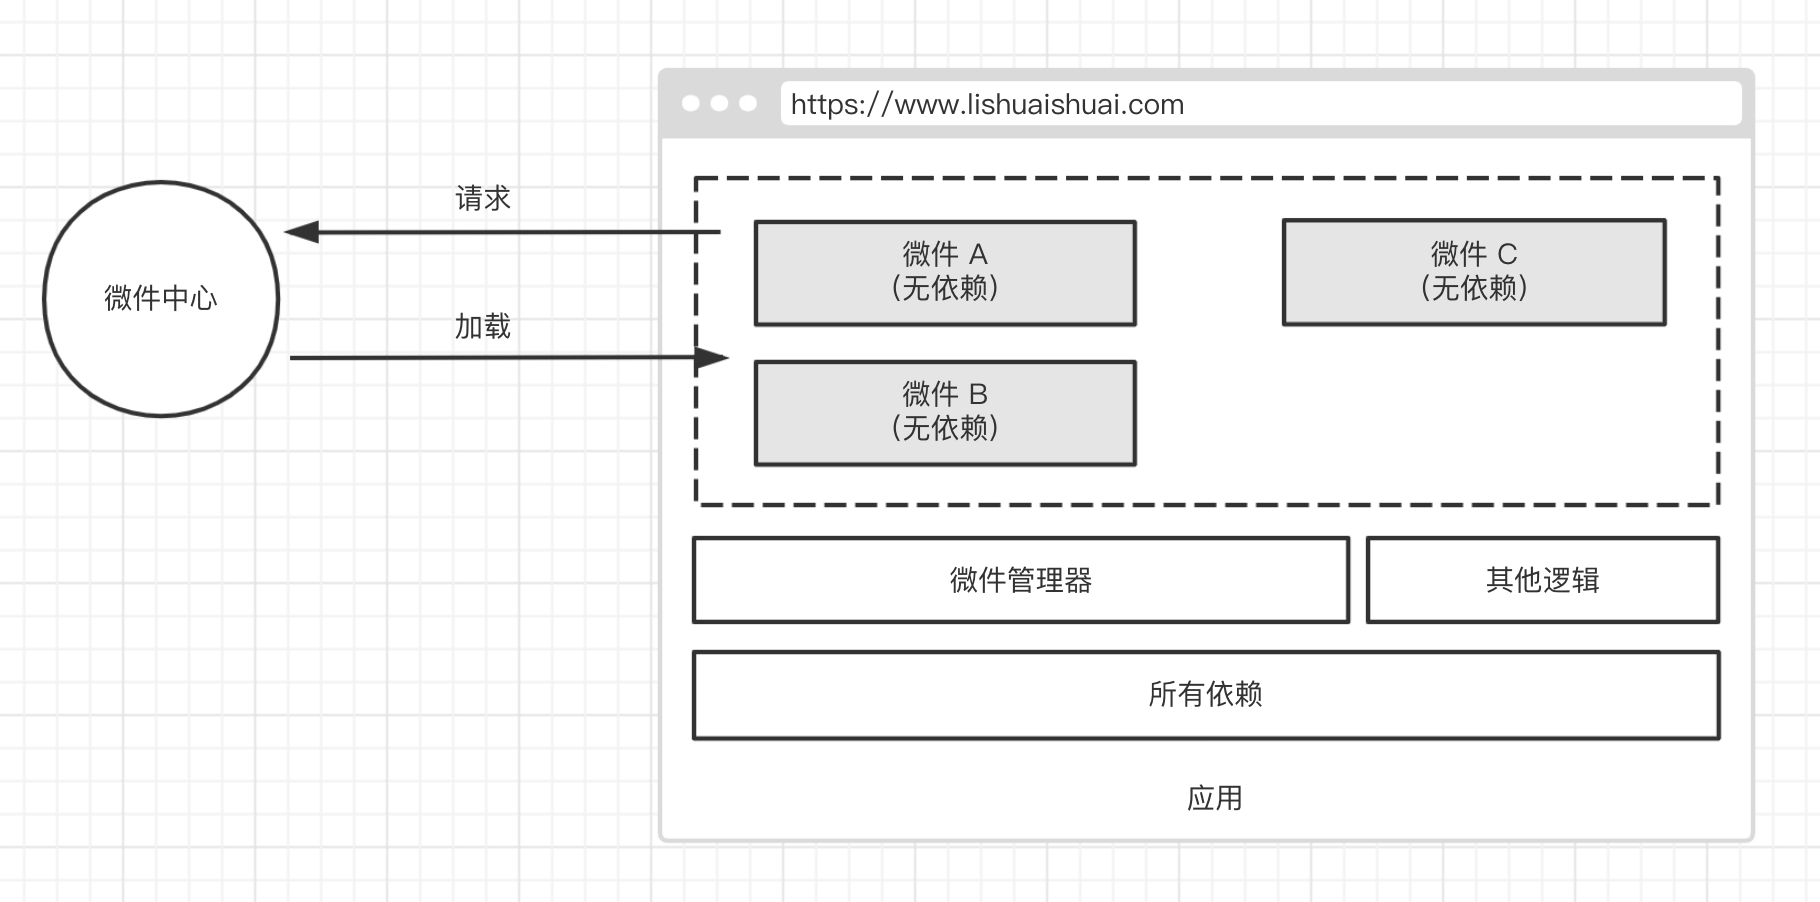 https://www.lishuaishuai.com
请求
微件中心
加载
微件 A
(无依赖)
微件 C
(无依赖)
微件 B
(无依赖)
微件管理器
其他逻辑
所有依赖
应用